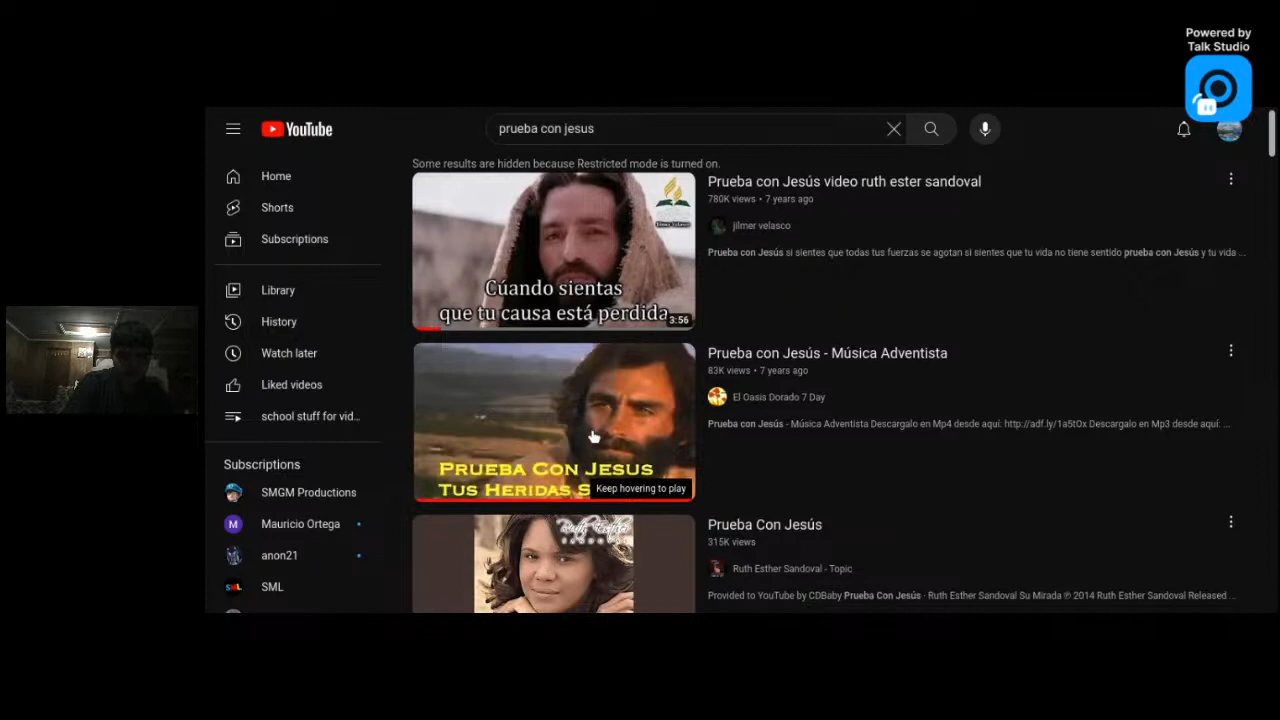 Powered by
Talk Studio
YouTube
prueba con jesus
Some results are hidden because Restricted mode is turned on.
Home
Shorts
Subscriptions
Library
History
Watch later
Liked videos
school stuff for vid...
Subscriptions
SMGM Productions
M
Mauricio Ortega
anon21
SML
SML
Cúando sientas
que tu causa está perdida
3:56
Prueba con Jesús video ruth ester sandoval
780K views • 7 years ago
jilmer velasco
Prueba con Jesús si sientes que todas tus fuerzas se agotan si sientes que tu vida no tiene sentido prueba con Jesús y tu vida ...
PRUEBA CON JESUS
TUS HERIDAS S
Keep hovering to play
Prueba con Jesús - Música Adventista
83K views • 7 years ago
El Oasis Dorado 7 Day
Prueba con Jesús - Música Adventista Descargalo en Mp4 desde aquí: http://adf.ly/1a5tOx Descargalo en Mp3 desde aquí: ...
Ruth Esther
Prueba Con Jesús
315K views
Ruth Esther Sandoval - Topic
Provided to YouTube by CDBaby Prueba Con Jesús · Ruth Esther Sandoval Su Mirada ℗ 2014 Ruth Esther Sandoval Released ...